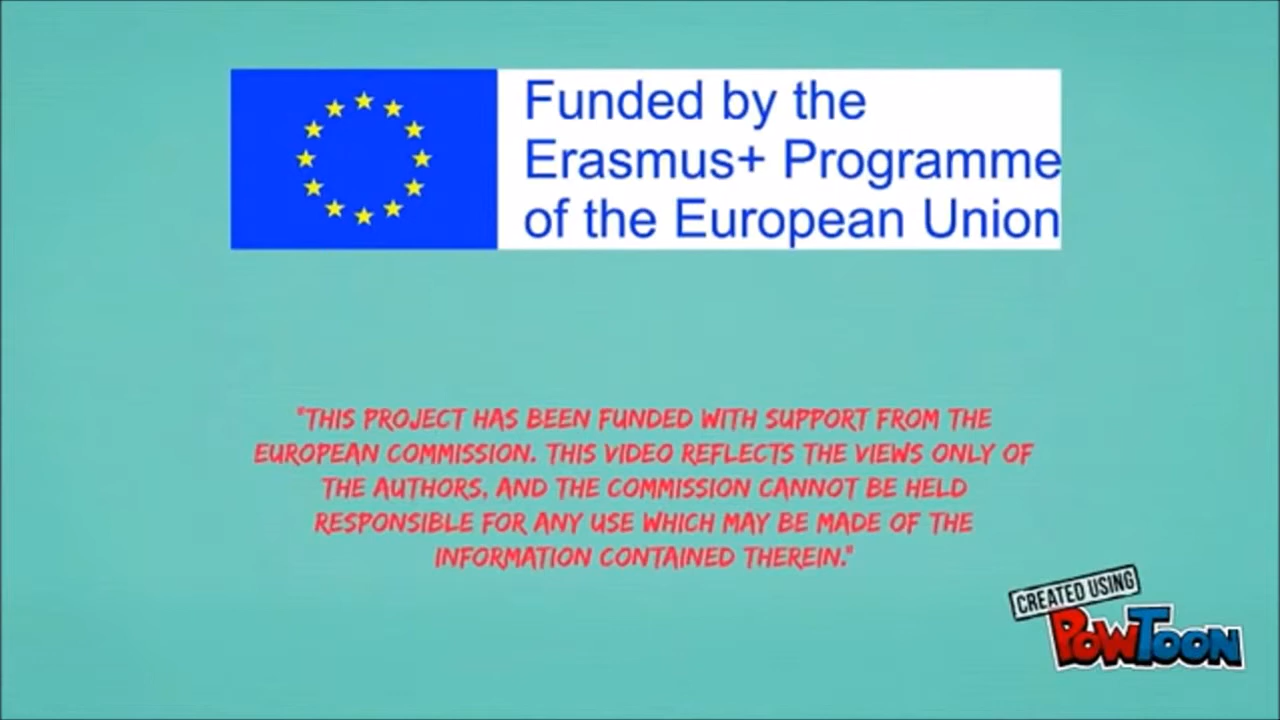 Funded by the
Erasmus+ Programme
of the European Union
"THIS PROJECT HAS BEEN FUNDED WITH SUPPORT FROM THE
EUROPEAN COMMISSION. THIS VIDEO REFLECTS THE VIEWS ONLY OF
THE AUTHORS, AND THE COMMISSION CANNOT BE HELD
RESPONSIBLE FOR ANY USE WHICH MAY BE MADE OF THE
INFORMATION CONTAINED THEREIN."
CREATED USING
POWTOON